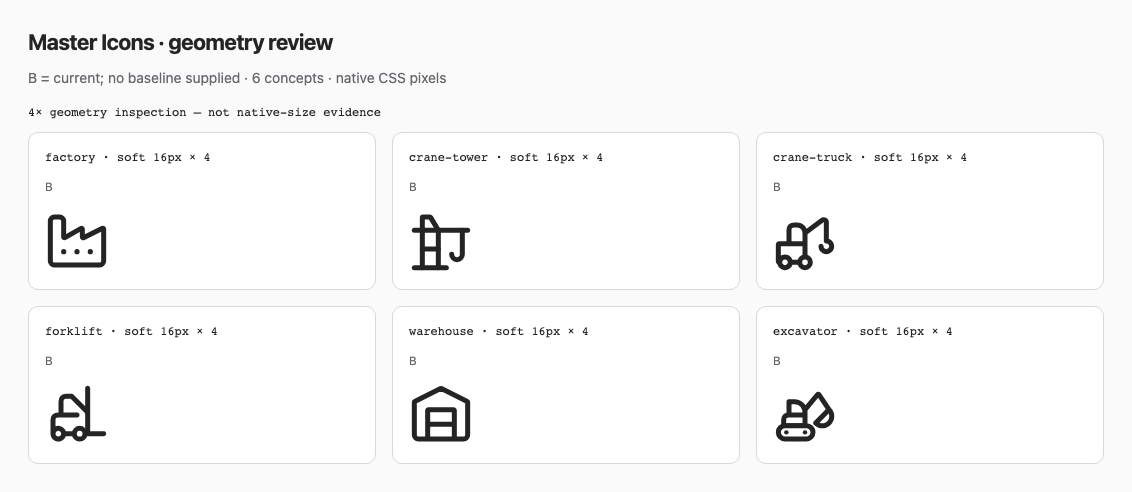 Master Icons · geometry review
B = current; no baseline supplied · 6 concepts · native CSS pixels
4× geometry inspection — not native-size evidence
factory · soft 16px × 4
B
crane-tower · soft 16px × 4
B
crane-truck · soft 16px × 4
B
forklift · soft 16px × 4
B
warehouse · soft 16px × 4
B
excavator · soft 16px × 4
B